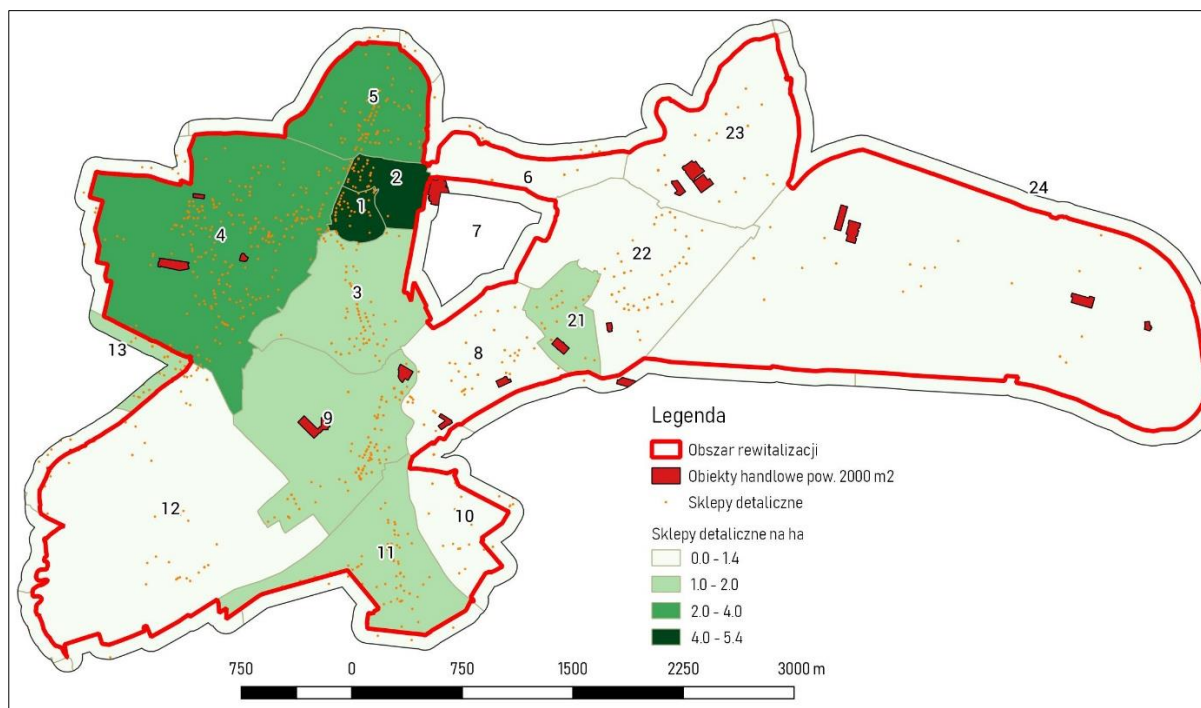 5
23
2
6
24
1
4
7
22
3
21
13
8
9
12
10
11
Legenda
Obszar rewitalizacji
Obiekty handlowe pow. 2000 m2
Sklepy detaliczne
Sklepy detaliczne na ha
0.0 - 1.4
1.0 - 2.0
2.0 - 4.0
4.0 - 5.4
750 0 750 1500 2250 3000 m